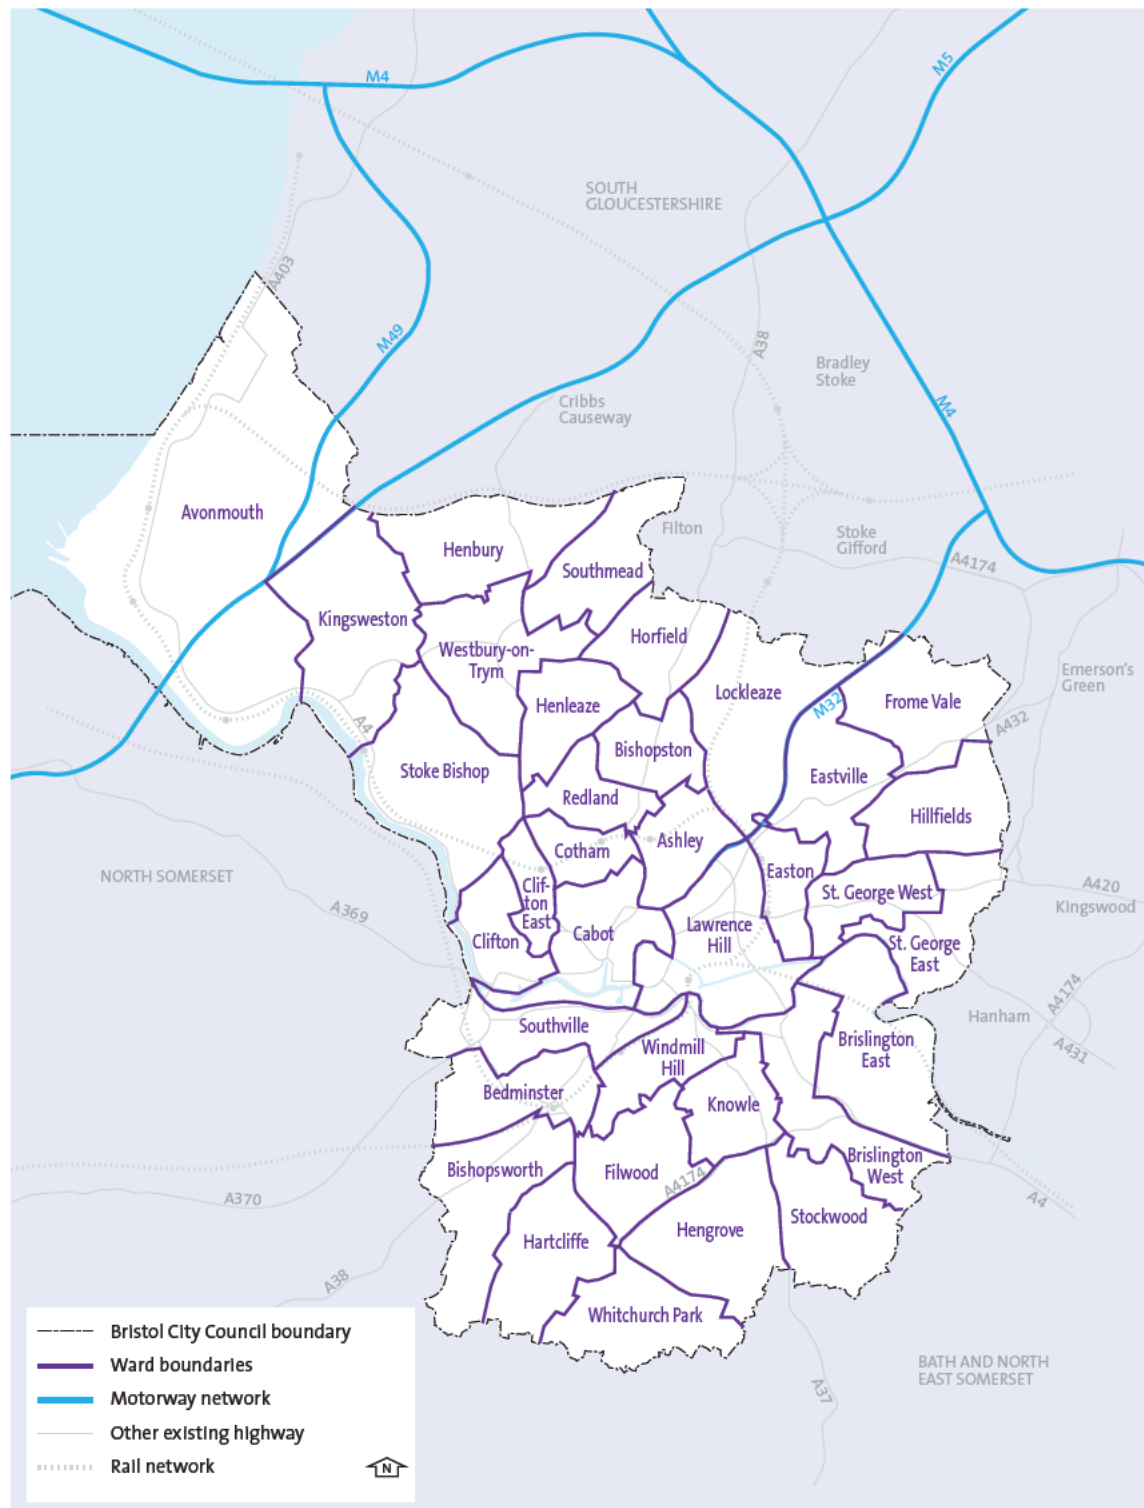 M4
M5
SOUTH
GLOUCESTERSHIRE
A403
M49
A38
Bradley
Stoke
Cribbs
Causeway
M4
Avonmouth
Henbury
Filton
Stoke
Gifford
A4174
Southmead
Kingsweston
Horfield
Westbury-on-
Trym
Emerson's
Green
Lockleaze
Henleaze
M32
Frome Vale
A432
A4
Bishopston
Stoke Bishop
Eastville
Redland
Hillfields
Ashley
Cotham
NORTH SOMERSET
Easton
Clif-
ton
East
St. George West
A420
Kingswood
A369
Clifton
Cabot
Lawrence
Hill
St. George
East
A4174
Hanham
Southville
Windmill
Hill
Brislington
East
A431
Bedminster
Knowle
Bishopsworth
Filwood
A4174
Brislington
West
A370
A4
Stockwood
Hengrove
Hartcliffe
A38
Whitchurch Park
BATH AND NORTH
EAST SOMERSET
A37
Bristol City Council boundary
Ward boundaries
Motorway network
Other existing highway
Rail network
N